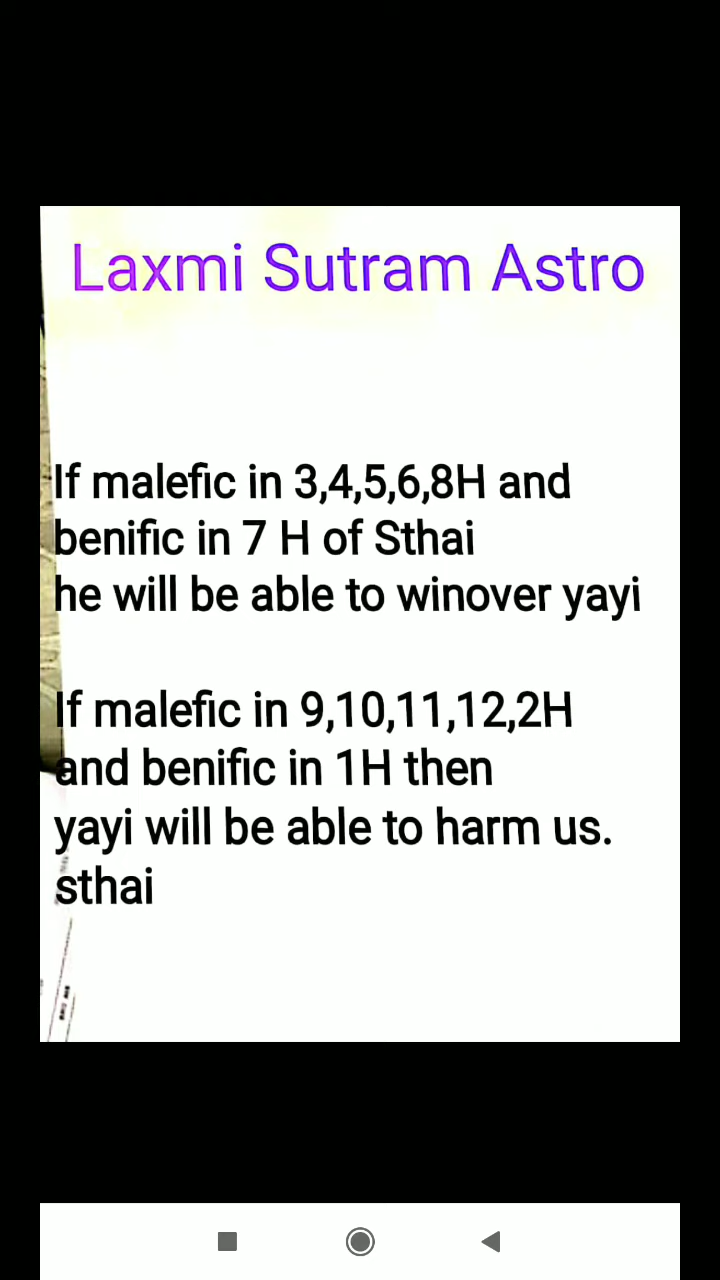 Laxmi Sutram Astro
If malefic in 3,4,5,6,8H and
benific in 7 H of Sthai
he will be able to winover yayi
If malefic in 9,10,11,12,2H
and benific in 1H then
yayi will be able to harm us.
sthai